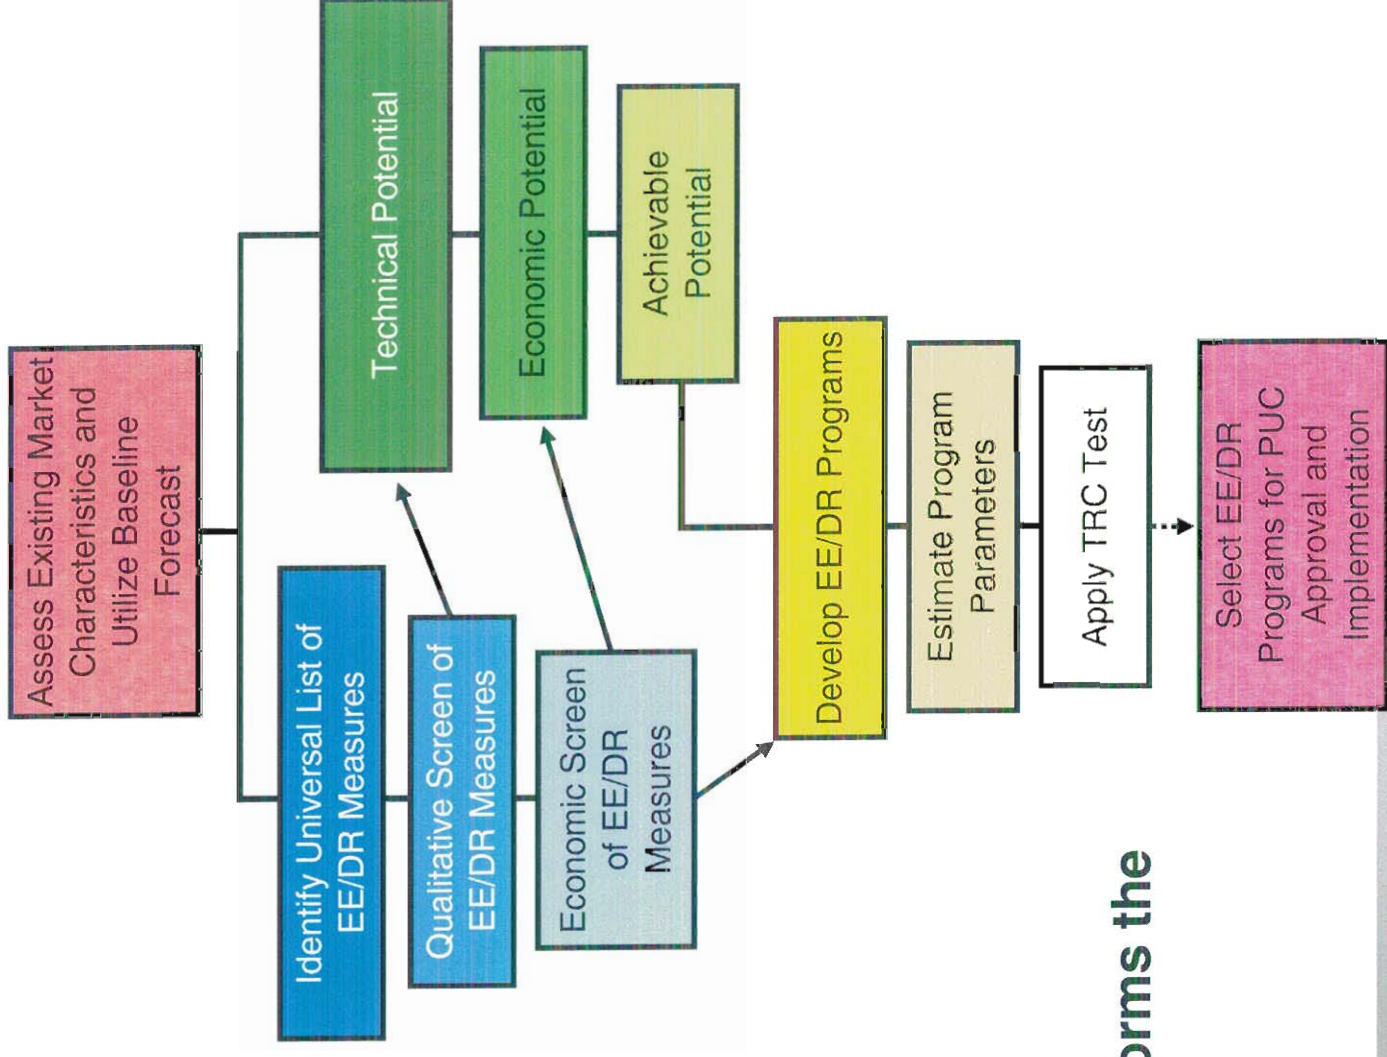 Assess Existing Market
Characteristics and
Utilize Baseline
Forecast
Identify Universal List of
EE/DR Measures
Qualitative Screen of
EE/DR Measures
Economic Screen
of EE/DR
Measures
Technical Potential
Economic Potential
Achievable
Potential
Develop EE/DR Programs
Estimate Program
Parameters
Apply TRC Test
Select EE/DR
Programs for PUC
Approval and
Implementation
the